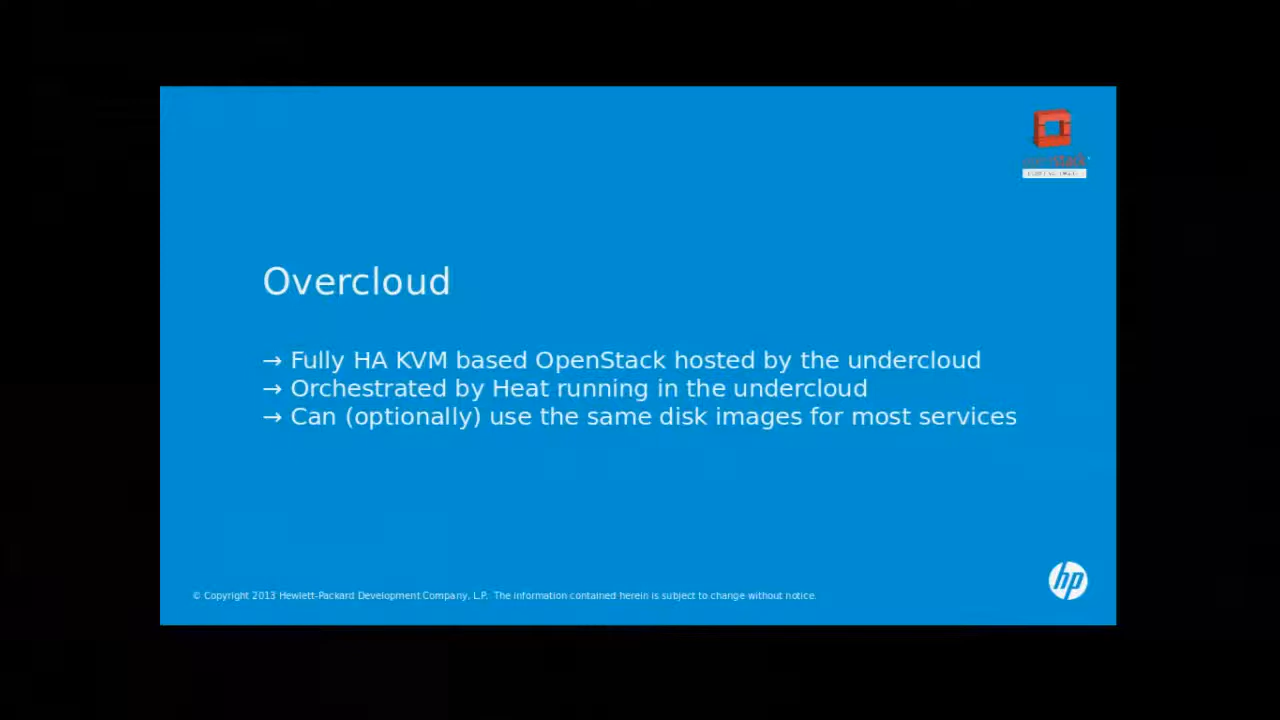 openstack
Overcloud
→ Fully HA KVM based OpenStack hosted by the undercloud
→ Orchestrated by Heat running in the undercloud
→ Can (optionally) use the same disk images for most services
hp
© Copyright 2013 Hewlett-Packard Development Company, L.P. The information contained herein is subject to change without notice.